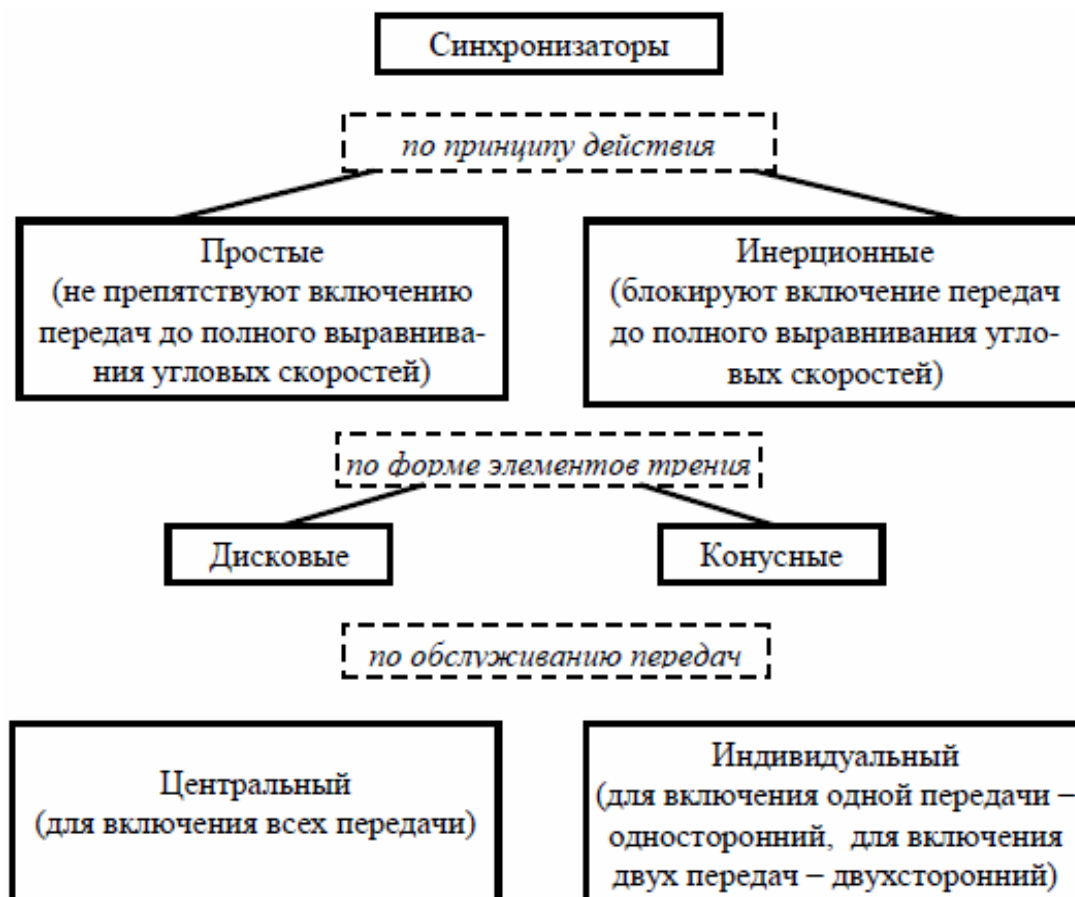 Синхронизаторы
по принципу действия
Простые
(не препятствуют включению
передач до полного выравнива-
ния угловых скоростей)
Инерционные
(блокируют включение передач
до полного выравнивания угло-
вых скоростей)
по форме элементов трения
Дисковые
Конусные
по обслуживанию передач
Центральный
(для включения всех передачи)
Индивидуальный
(для включения одной передачи –
односторонний, для включения
двух передач – двухсторонний)